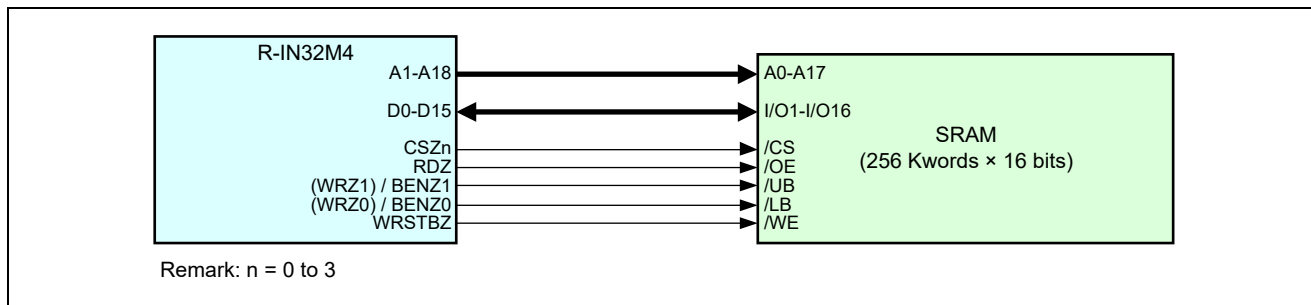 R-IN32M4
A1-A18
A0-A17
D0-D15
I/O1-I/O16
SRAM
(256 Kwords × 16 bits)
CSZn
/CS
RDZ
/OE
(WRZ1) / BENZ1
/UB
(WRZ0) / BENZ0
/LB
WRSTBZ
/WE
Remark: n = 0 to 3